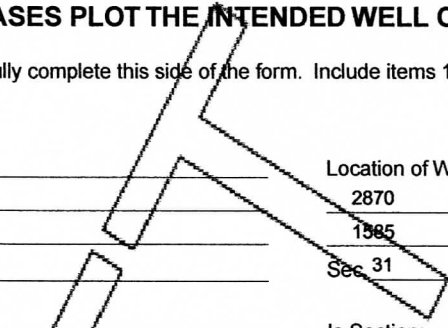 ASES PLOT THE INTENDED WELL
ully complete this side of the form. Include items 1
Location of W
2870
1585
Sec 31
Is Section